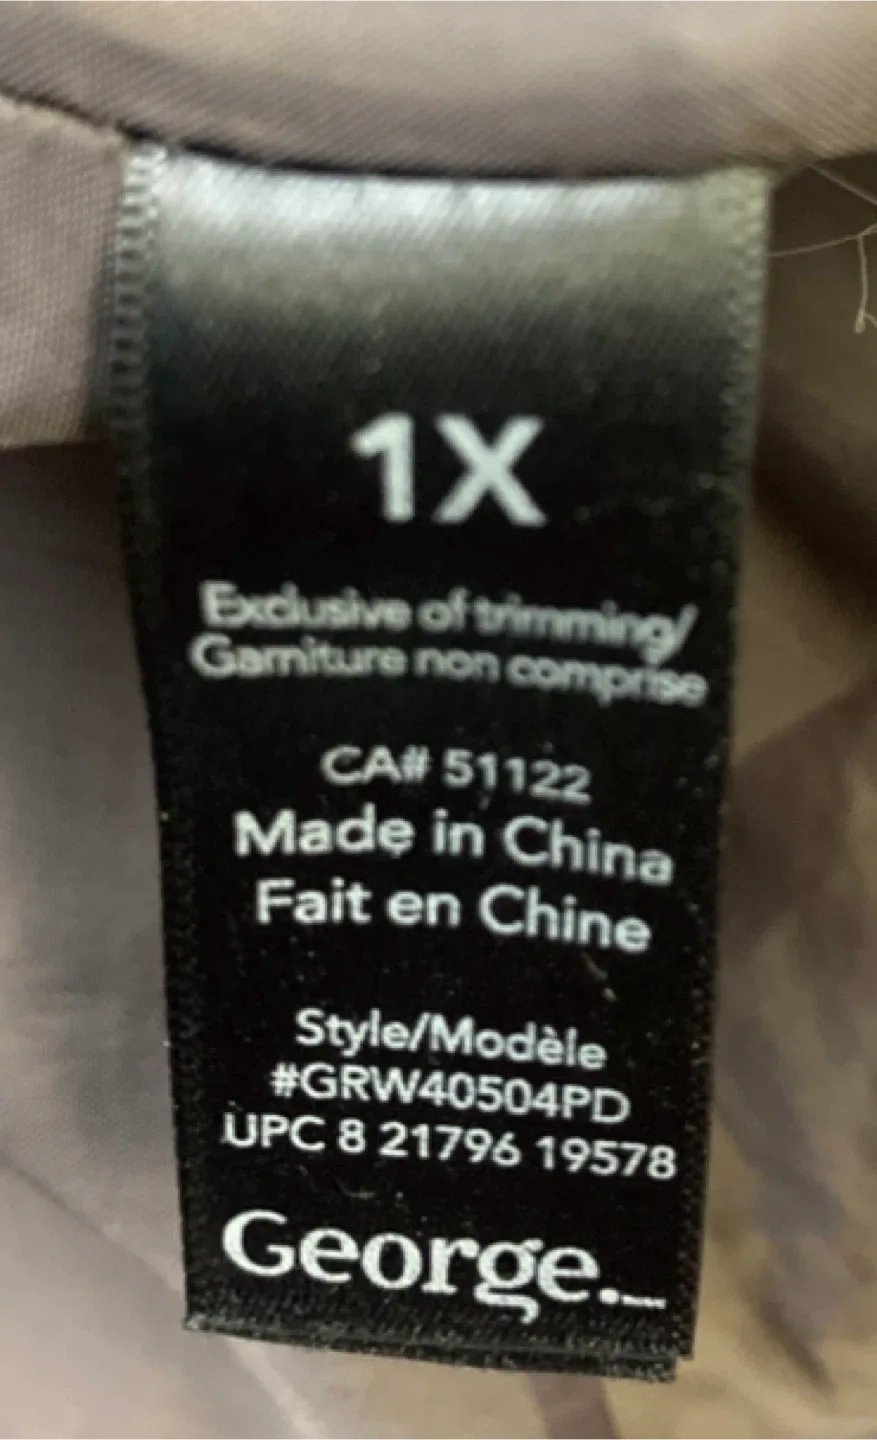 1X
Exclusive of trimming/
Garniture non comprise
CA# 51122
Made in China
Fait en Chine
Style/Modèle
#GRW40504PD
UPC 8 21796 19578
George.